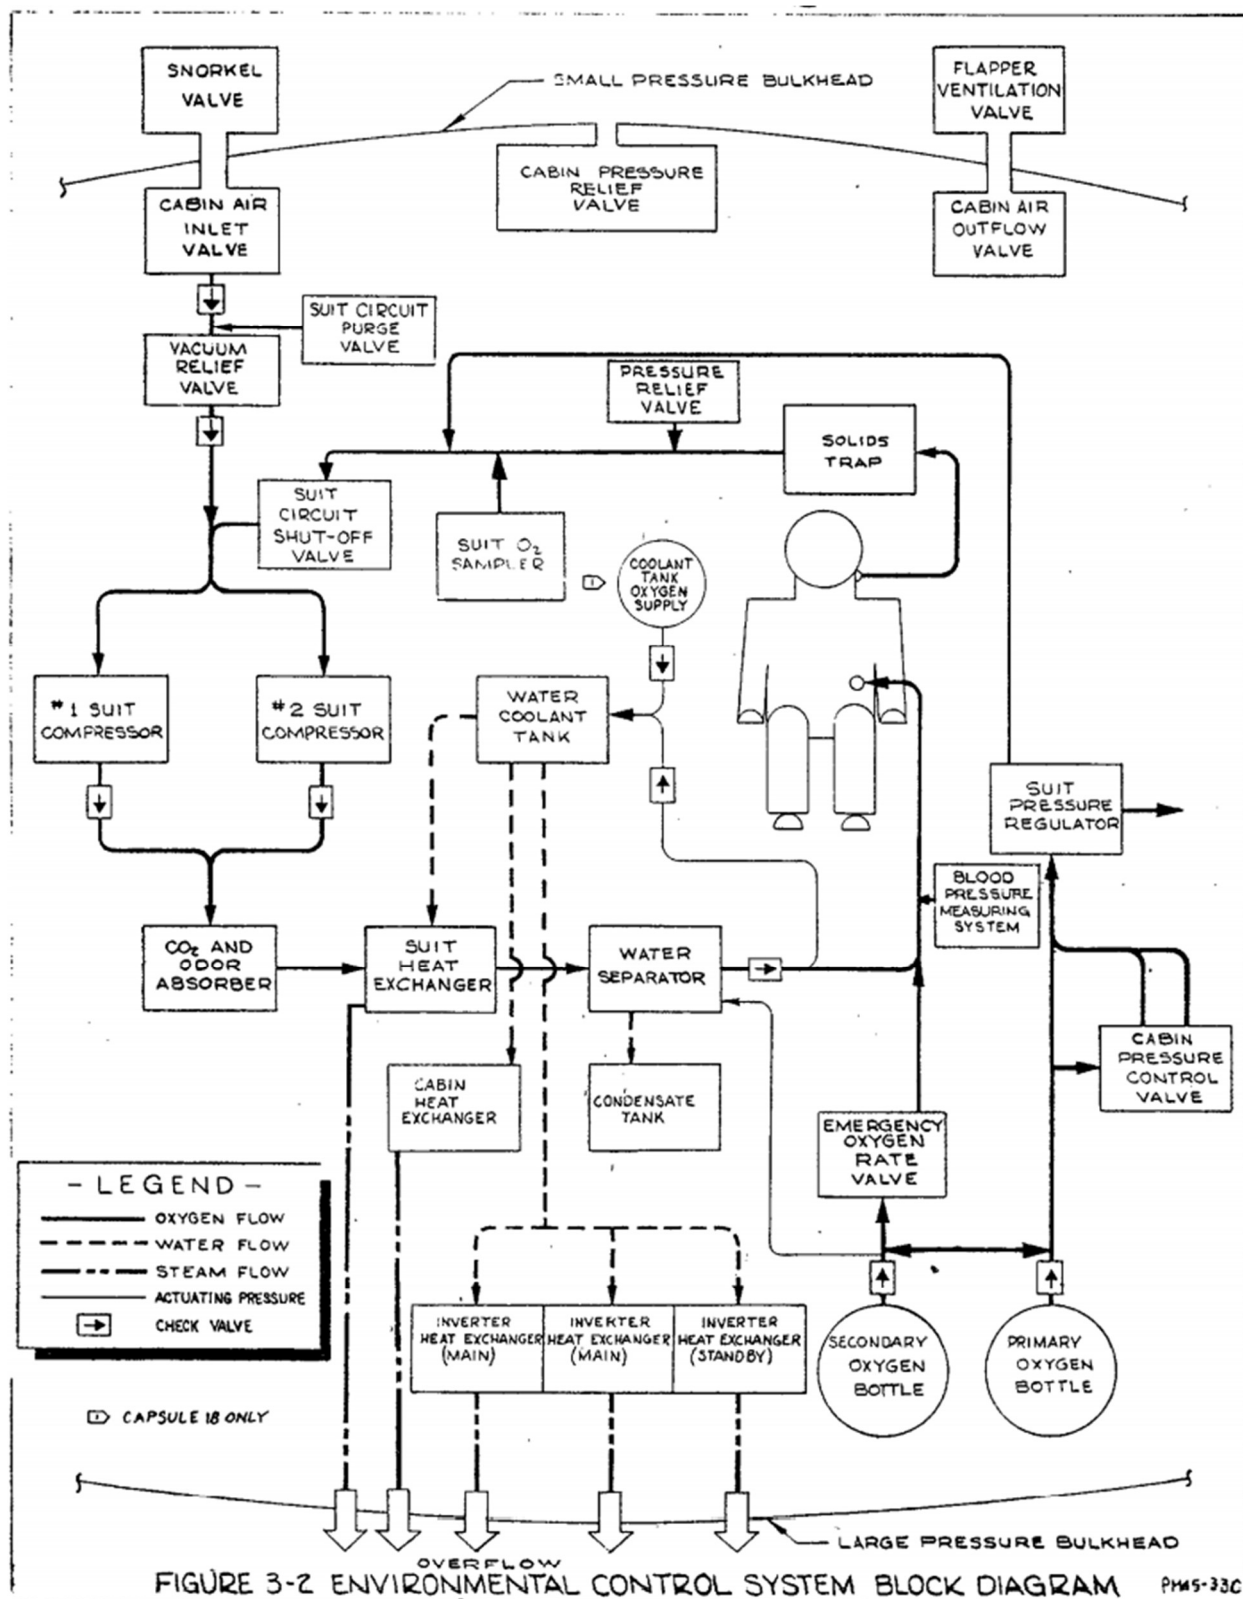 SNORKEL
VALVE
SMALL PRESSURE BULKHEAD
FLAPPER
VENTILATION
VALVE
CABIN AIR
INLET
VALVE
CABIN PRESSURE
RELIEF
VALVE
CABIN AIR
OUTFLOW
VALVE
SUIT CIRCUIT
PURGE
VALVE
VACUUM
RELIEF
VALVE
PRESSURE
RELIEF
VALVE
SOLIDS
TRAP
SUIT
CIRCUIT
SHUT-OFF
VALVE
SUIT O2
SAMPLER
1
COOLANT
TANK
OXYGEN
SUPPLY
#1 SUIT
COMPRESSOR
#2 SUIT
COMPRESSOR
WATER
COOLANT
TANK
SUIT
PRESSURE
REGULATOR
BLOOD
PRESSURE
MEASURING
SYSTEM
CO2 AND
ODOR
ABSORBER
SUIT
HEAT
EXCHANGER
WATER
SEPARATOR
CABIN
PRESSURE
CONTROL
VALVE
CABIN
HEAT
EXCHANGER
CONDENSATE
TANK
EMERGENCY
OXYGEN
RATE
VALVE
- LEGEND -
OXYGEN FLOW
WATER FLOW
STEAM FLOW
ACTUATING PRESSURE
CHECK VALVE
INVERTER
HEAT EXCHANGER
(MAIN)
INVERTER
HEAT EXCHANGER
(MAIN)
INVERTER
HEAT EXCHANGER
(STANDBY)
SECONDARY
OXYGEN
BOTTLE
PRIMARY
OXYGEN
BOTTLE
1 CAPSULE 18 ONLY
LARGE PRESSURE BULKHEAD
OVERFLOW
FIGURE 3-2 ENVIRONMENTAL CONTROL SYSTEM BLOCK DIAGRAM